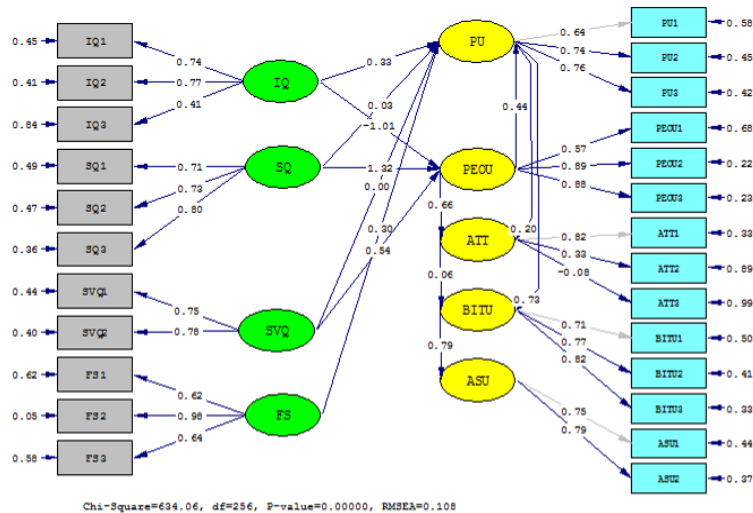 0.45 IQ1
0.41 IQ2
0.84 IQ3
0.49 SQ1
0.47 SQ2
0.36 SQ3
0.44 SVQ1
0.40 SVQ2
0.62 FS1
0.05 FS2
0.58 FS3
0.74
0.77
0.41
0.71
0.73
0.80
0.75
0.78
0.62
0.98
0.64
IQ
SQ
SVQ
FS
0.33
0.03
-1.01
1.32
0.00
0.30
0.54
PU
0.44
PEOU
0.66
ATT
0.20
0.06
BITU
0.73
0.79
ASU
0.64
0.74
0.76
0.57
0.89
0.88
0.82
0.33
-0.08
0.71
0.77
0.82
0.75
0.79
PU1 0.58
PU2 0.45
PU3 0.42
PEOU1 0.68
PEOU2 0.22
PEOU3 0.23
ATT1 0.33
ATT2 0.89
ATT3 0.99
BITU1 0.50
BITU2 0.41
BITU3 0.33
ASU1 0.44
ASU2 0.37
Chi-Square=634.06, df=256, P-value=0.00000, RMSEA=0.108